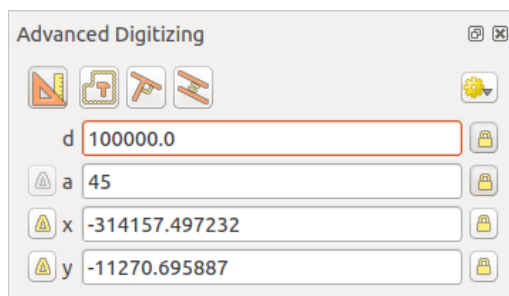 Advanced Digitizing
d 100000.0
a 45
x -314157.497232
y -11270.695887